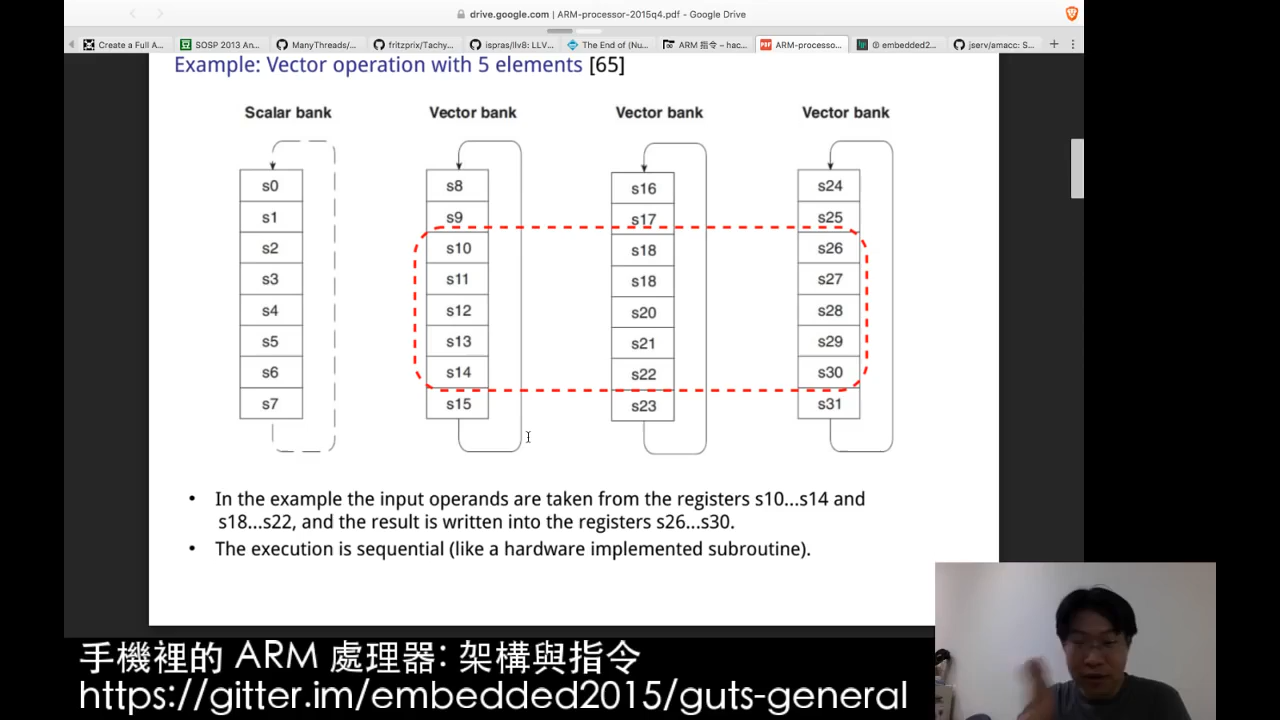 drive.google.com | ARM-processor-2015q4.pdf - Google Drive
Create a Full A...
SOSP 2013 An...
ManyThreads/...
fritzprix/Tachy...
ispras/llv8: LLV...
The End of (Nu...
ARM 指令 – hac...
ARM-processo...
embedded2...
jserv/amacc: S...
Example: Vector operation with 5 elements [65]
Scalar bank Vector bank Vector bank Vector bank
s0 s8 s16 s24
s1 s9 s17 s25
s2 s10 s18 s26
s3 s11 s18 s27
s4 s12 s20 s28
s5 s13 s21 s29
s6 s14 s22 s30
s7 s15 s23 s31
• In the example the input operands are taken from the registers s10...s14 and
s18...s22, and the result is written into the registers s26...s30.
• The execution is sequential (like a hardware implemented subroutine).
手機裡的 ARM 處理器: 架構與指令
https://gitter.im/embedded2015/guts-general